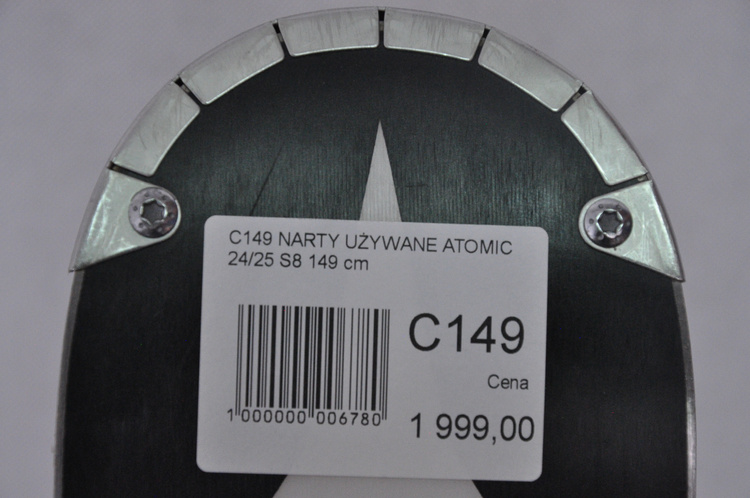 C149 NARTY UŻYWANE ATOMIC
24/25 S8 149 cm
C149
Cena
1 999,00
1 000000 006780